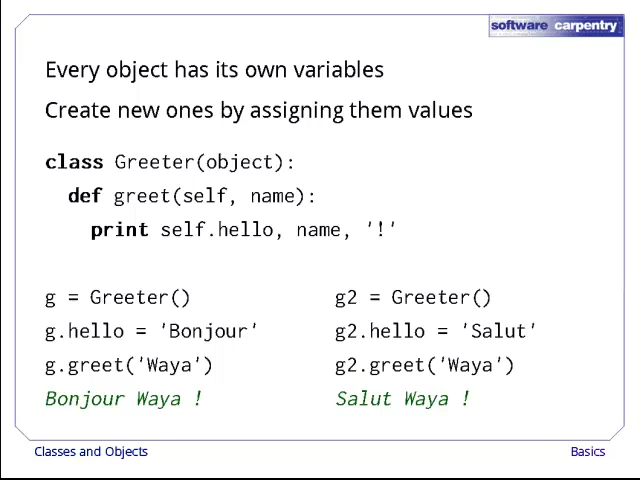 software carpentry
Every object has its own variables
Create new ones by assigning them values
class Greeter(object):
def greet(self, name):
print self.hello, name, '!'
g = Greeter()
g.hello = 'Bonjour'
g.greet('Waya')
Bonjour Waya !
g2 = Greeter()
g2.hello = 'Salut'
g2.greet('Waya')
Salut Waya !
Classes and Objects
Basics